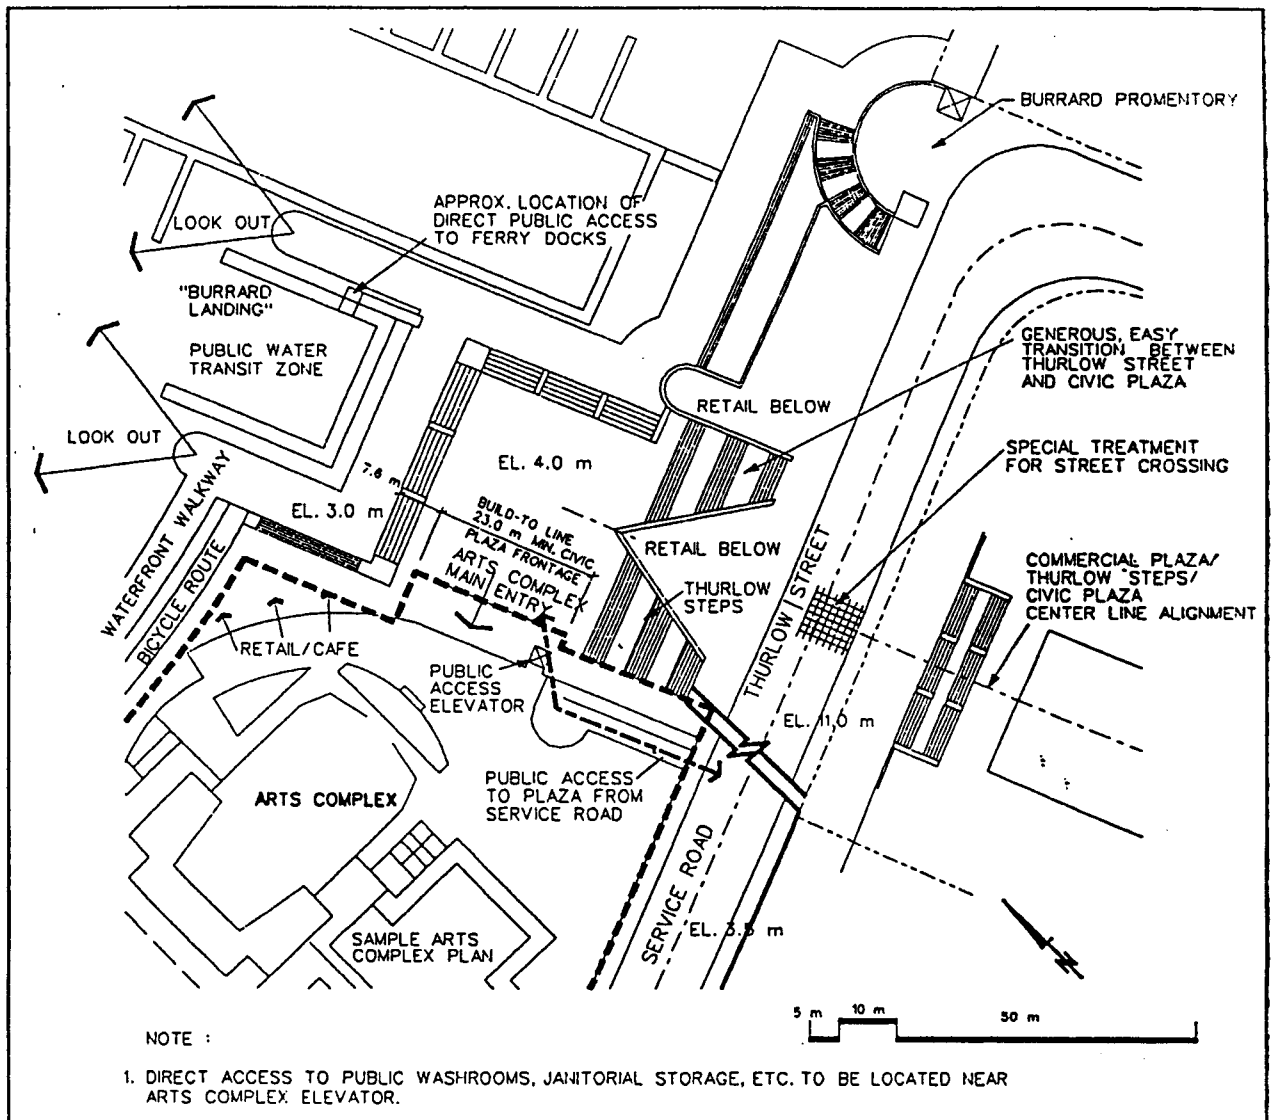 BURRARD PROMENTORY
APPROX. LOCATION OF
DIRECT PUBLIC ACCESS
TO FERRY DOCKS
LOOK OUT
"BURRARD
LANDING"
PUBLIC WATER
TRANSIT ZONE
GENEROUS, EASY
TRANSITION BETWEEN
THURLOW STREET
AND CIVIC PLAZA
RETAIL BELOW
LOOK OUT
SPECIAL TREATMENT
FOR STREET CROSSING
EL. 4.0 m
7.6 m
EL. 3.0 m
BUILD-TO LINE
23.0 m MIN. CIVIC
PLAZA FRONTAGE
ARTS COMPLEX
MAIN ENTRY
RETAIL BELOW
THURLOW
STEPS
THURLOW STREET
COMMERCIAL PLAZA/
THURLOW STEPS/
CIVIC PLAZA
CENTER LINE ALIGNMENT
WATERFRONT WALKWAY
BICYCLE ROUTE
RETAIL/CAFE
PUBLIC
ACCESS
ELEVATOR
EL. 11.0 m
PUBLIC ACCESS
TO PLAZA FROM
SERVICE ROAD
ARTS COMPLEX
SERVICE ROAD
EL. 3.5 m
SAMPLE ARTS
COMPLEX PLAN
5 m 10 m 50 m
NOTE :
1. DIRECT ACCESS TO PUBLIC WASHROOMS, JANITORIAL STORAGE, ETC. TO BE LOCATED NEAR
ARTS COMPLEX ELEVATOR.